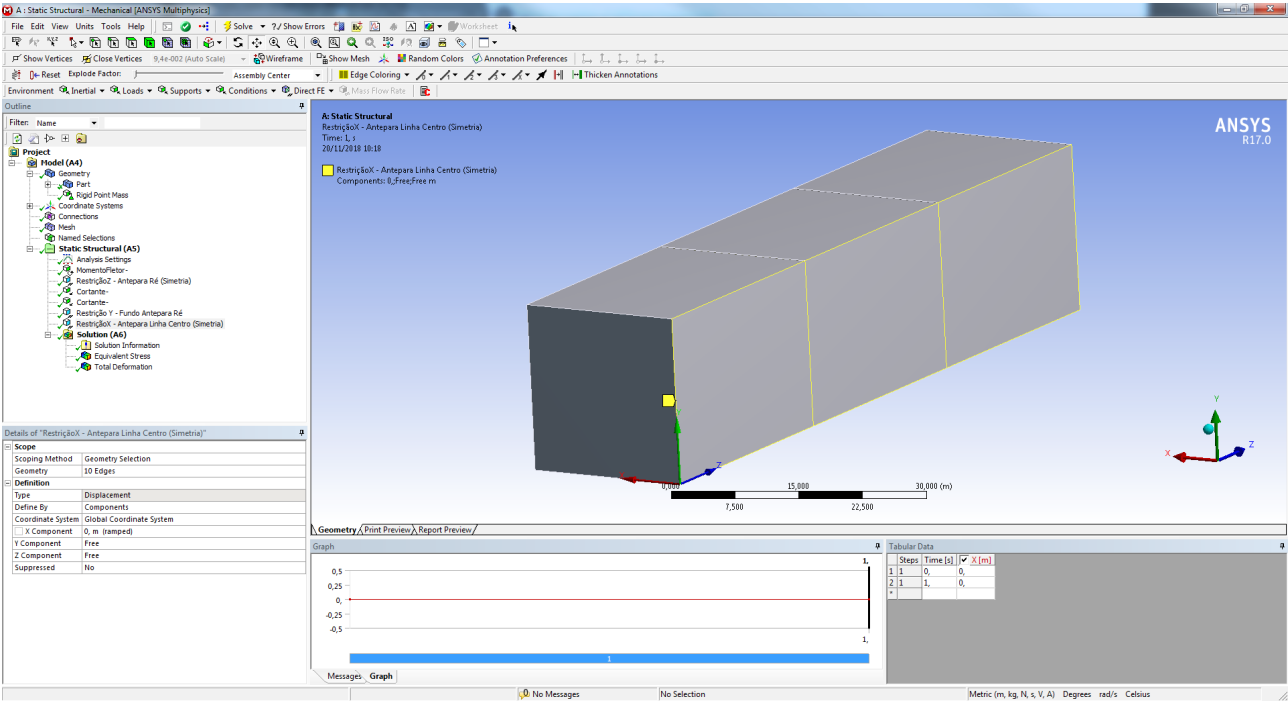 A : Static Structural - Mechanical [ANSYS Multiphysics]
File Edit View Units Tools Help Solve ?/ Show Errors Worksheet
Show Vertices Close Vertices 9,4e-002 (Auto Scale) Wireframe Show Mesh Random Colors Annotation Preferences
Reset Explode Factor: Assembly Center Edge Coloring Thicken Annotations
Environment Inertial Loads Supports Conditions Direct FE Mass Flow Rate
Outline
Filter: Name
Project
Model (A4)
Geometry
Part
Rigid Point Mass
Coordinate Systems
Connections
Mesh
Named Selections
Static Structural (A5)
Analysis Settings
MomentoFletor-
RestriçãoZ - Antepara Ré (Simetria)
Cortante-
Cortante-
Restrição Y - Fundo Antepara Ré
RestriçãoX - Antepara Linha Centro (Simetria)
Solution (A6)
Solution Information
Equivalent Stress
Total Deformation
Details of "RestriçãoX - Antepara Linha Centro (Simetria)"
Scope
Scoping Method Geometry Selection
Geometry 10 Edges
Definition
Type Displacement
Define By Components
Coordinate System Global Coordinate System
X Component 0, m (ramped)
Y Component Free
Z Component Free
Suppressed No
A: Static Structural
RestriçãoX - Antepara Linha Centro (Simetria)
Time: 1, s
20/11/2018 10:18
RestriçãoX - Antepara Linha Centro (Simetria)
Components: 0,;Free;Free m
ANSYS
R17.0
Y
Z
X
Z
0,000 15,000 30,000 (m)
7,500 22,500
Geometry Print Preview Report Preview
Graph
1,
0,5
0,25
0,
-0,25
-0,5
1,
1
Messages Graph
Tabular Data
Steps Time [s] X [m]
1 1 0, 0,
2 1 1, 0,
*
0 No Messages No Selection Metric (m, kg, N, s, V, A) Degrees rad/s Celsius